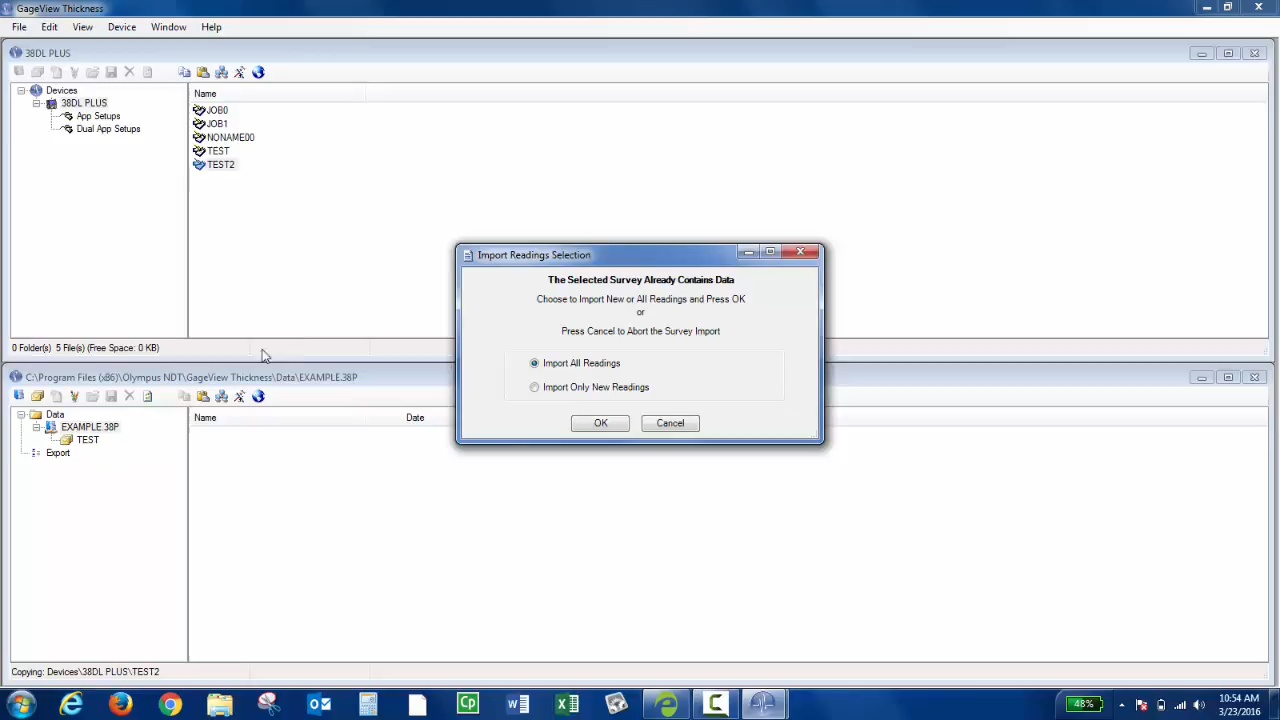 GageView Thickness
File Edit View Device Window Help
38DL PLUS
Devices
38DL PLUS
App Setups
Dual App Setups
Name
JOB0
JOB1
NONAME00
TEST
TEST2
0 Folder(s) 5 File(s) (Free Space: 0 KB)
Import Readings Selection
The Selected Survey Already Contains Data
Choose to Import New or All Readings and Press OK
or
Press Cancel to Abort the Survey Import
Import All Readings
Import Only New Readings
OK Cancel
C:\Program Files (x86)\Olympus NDT\GageView Thickness\Data\EXAMPLE.38P
Data
EXAMPLE.38P
TEST
Export
Name Date
Copying: Devices\38DL PLUS\TEST2
Cp
48%
10:54 AM
3/23/2016